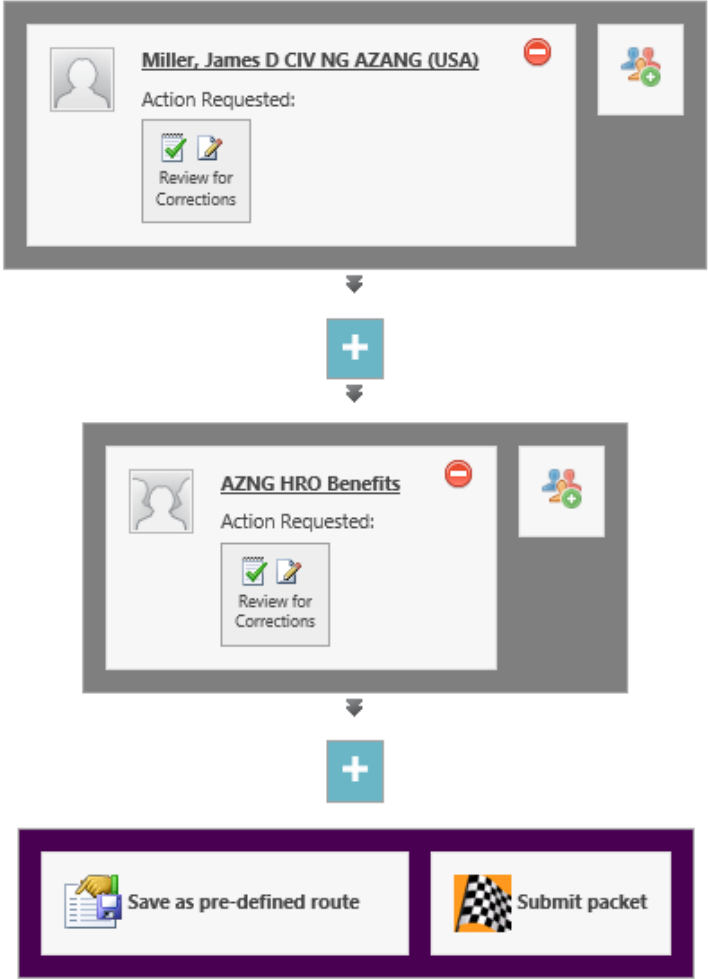 Miller, James D CIV NG AZANG (USA)
Action Requested:
Review for
Corrections
AZNG HRO Benefits
Action Requested:
Review for
Corrections
Save as pre-defined route
Submit packet